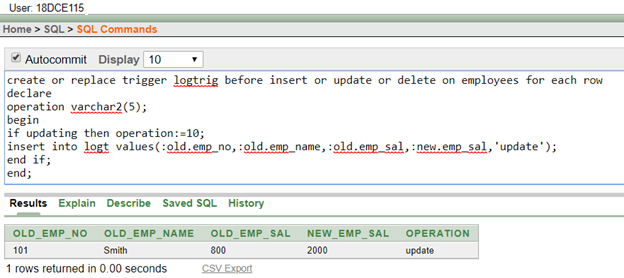 User: 18DCE115
Home > SQL > SQL Commands
Autocommit Display 10
create or replace trigger logtrig before insert or update or delete on employees for each row
declare
operation varchar2(5);
begin
if updating then operation:=10;
insert into logt values(:old.emp_no,:old.emp_name,:old.emp_sal,:new.emp_sal,'update');
end if;
end;
Results Explain Describe Saved SQL History
OLD_EMP_NO OLD_EMP_NAME OLD_EMP_SAL NEW_EMP_SAL OPERATION
101 Smith 800 2000 update
1 rows returned in 0.00 seconds CSV Export